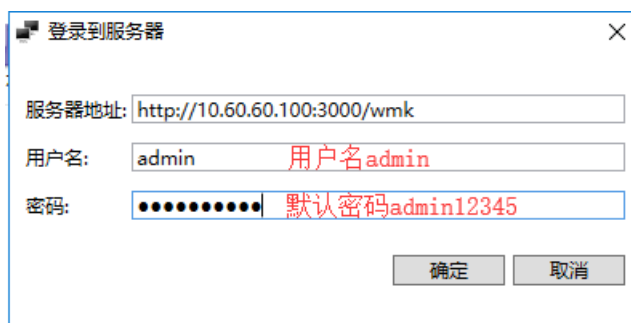 登录到服务器
服务器地址: http://10.60.60.100:3000/wmk
用户名: admin 用户名admin
密码: ●●●●●●●●●● 默认密码admin12345
确定 取消